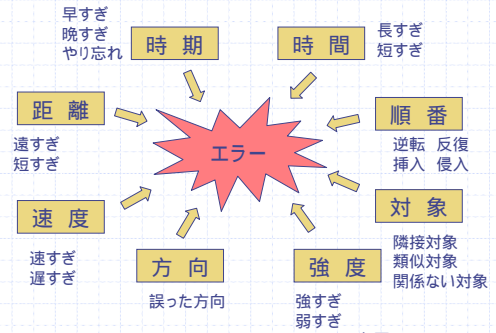 早すぎ
晩すぎ
やり忘れ
時期
時間
長すぎ
短すぎ
距離
遠すぎ
短すぎ
エラー
順番
逆転 反復
挿入 侵入
速度
速すぎ
遅すぎ
対象
隣接対象
類似対象
関係ない対象
方向
誤った方向
強度
強すぎ
弱すぎ